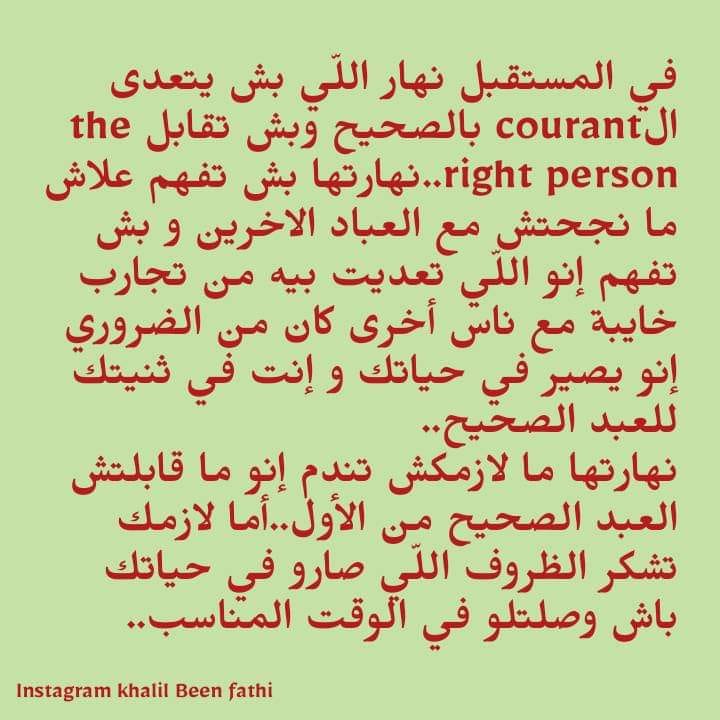 في المستقبل نهار اللّي بش يتعدى
الcourant بالصحيح وبش تقابل the
right person..نهارتها بش تفهم علاش
ما نجحتش مع العباد الاخرين و بش
تفهم إنو اللّي تعديت بيه من تجارب
خايبة مع ناس أخرى كان من الضروري
إنو يصير في حياتك و إنت في ثنيتك
للعبد الصحيح..
نهارتها ما لازمكش تندم إنو ما قابلتش
العبد الصحيح من الأول..أما لازمك
تشكر الظروف اللّي صارو في حياتك
باش وصلتلو في الوقت المناسب..
Instagram khalil Been fathi